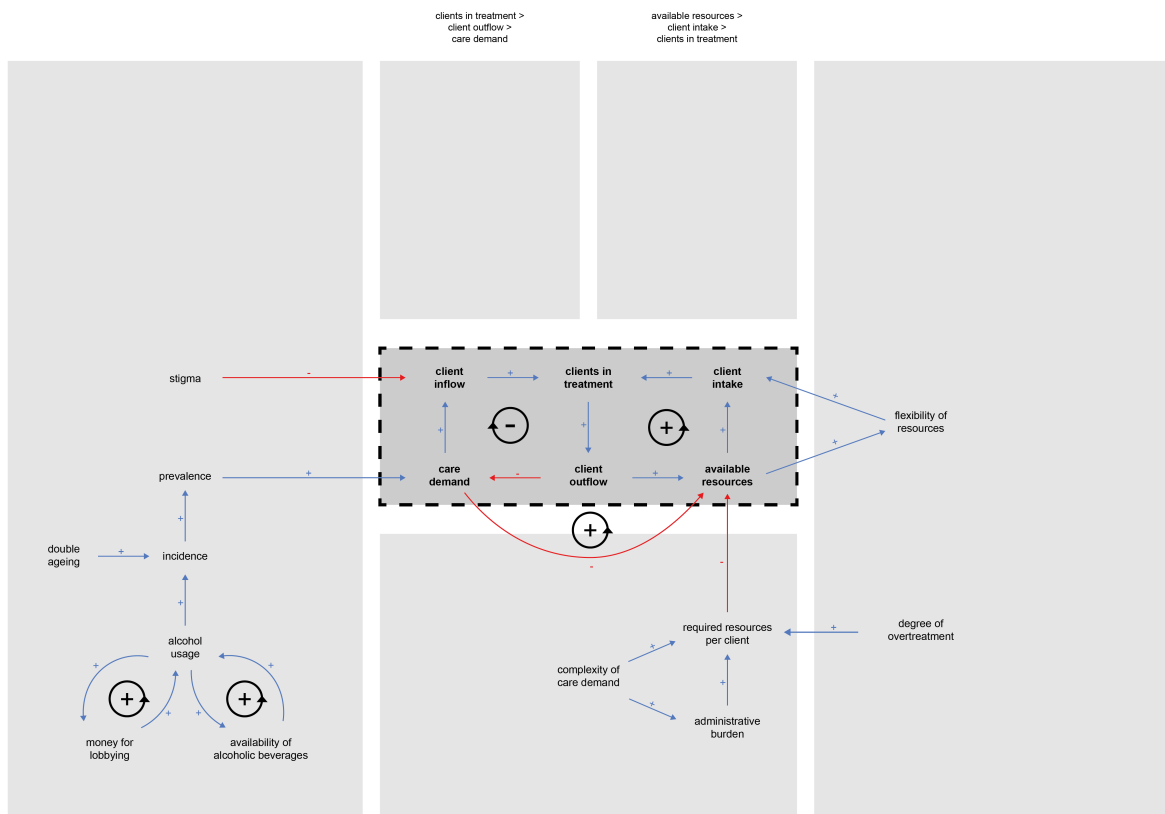 clients in treatment >
client outflow >
care demand
available resources >
client intake >
clients in treatment
stigma
-
client
inflow
+
clients in
treatment
+
client
intake
+
flexibility of
resources
+
-
+
+
+
+
prevalence
+
care
demand
-
client
outflow
+
available
resources
+
+
-
+
double
ageing
+
incidence
-
+
alcohol
usage
required resources
per client
+
degree of
overtreatment
+
+
complexity of
care demand
+
+
+
+
+
+
+
+
money for
lobbying
availability of
alcoholic beverages
administrative
burden